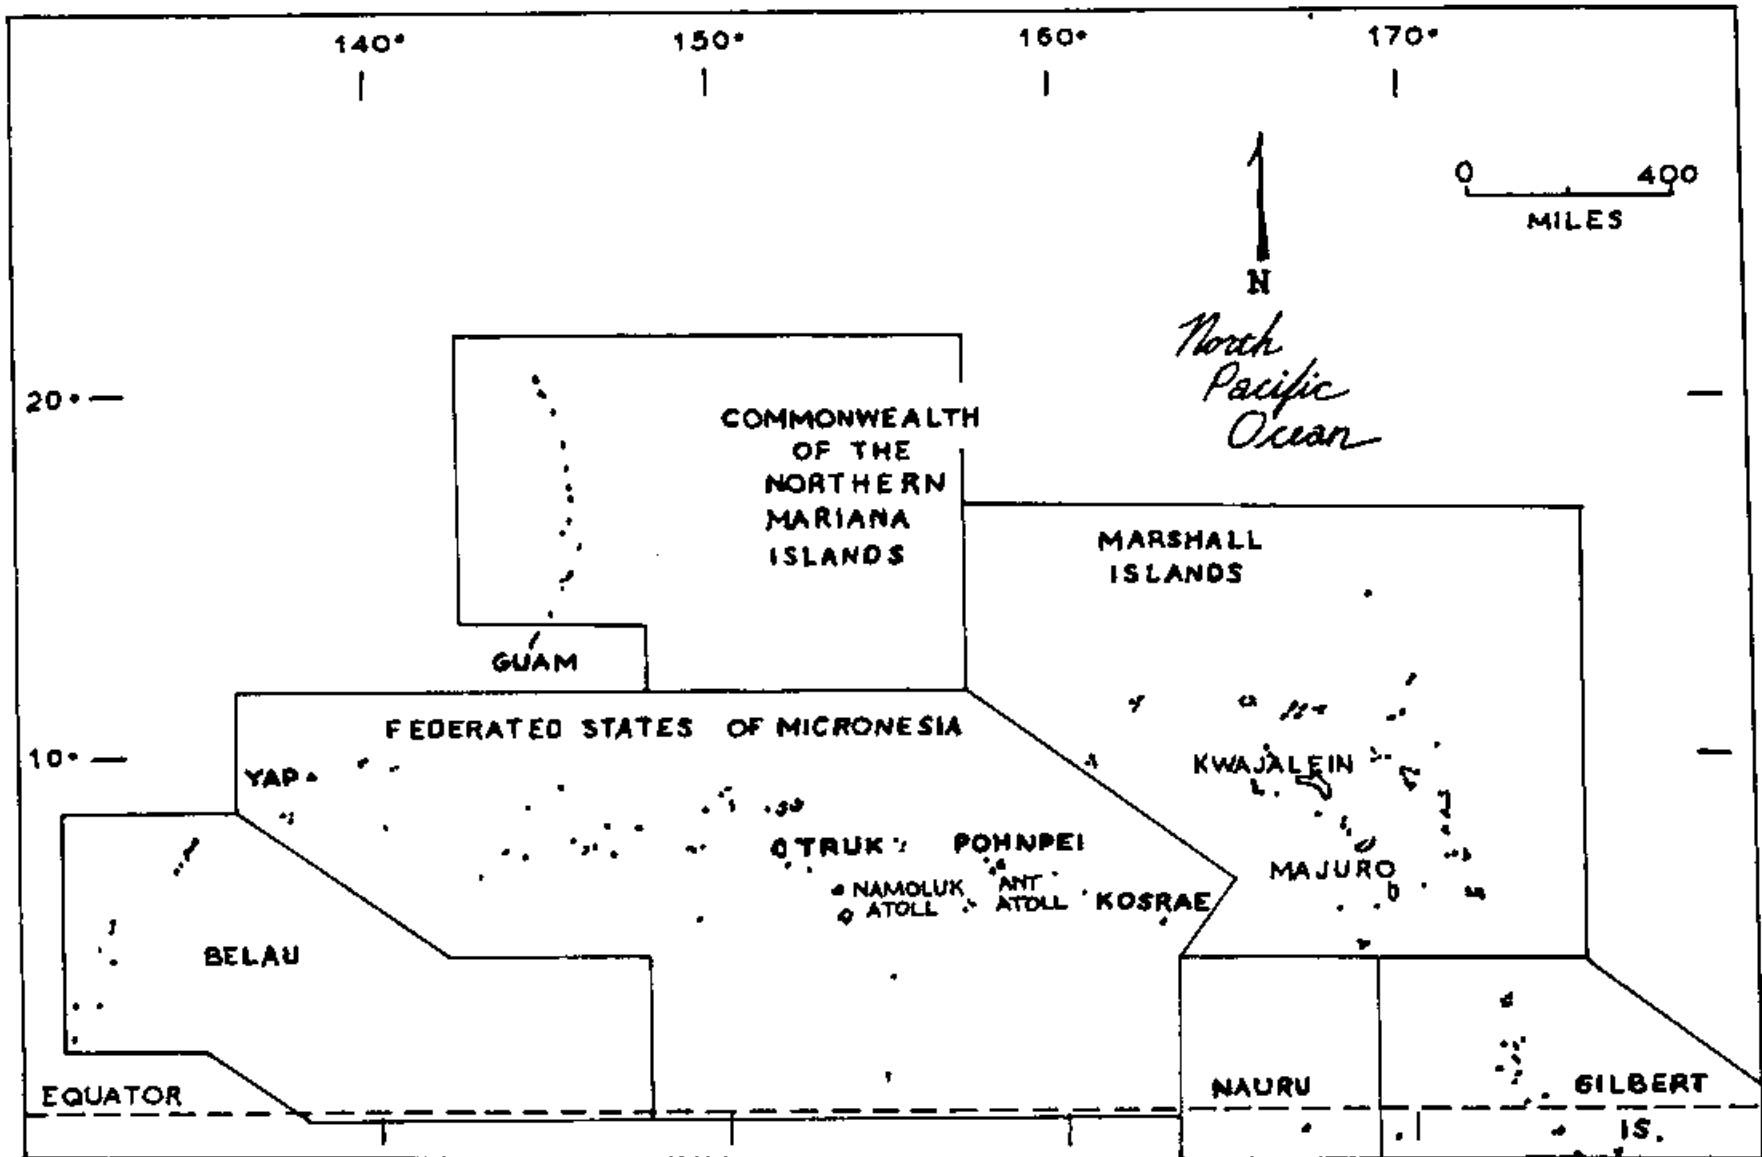 140°
150°
160°
170°
0 400
MILES
N
North
Pacific
Ocean
20°
COMMONWEALTH
OF THE
NORTHERN
MARIANA
ISLANDS
MARSHALL
ISLANDS
GUAM
FEDERATED STATES OF MICRONESIA
10°
YAP
KWAJALEIN
TRUK
POHNPEI
MAJURO
NAMOLUK
ATOLL
ANT
ATOLL
KOSRAE
BELAU
EQUATOR
NAURU
GILBERT
IS.